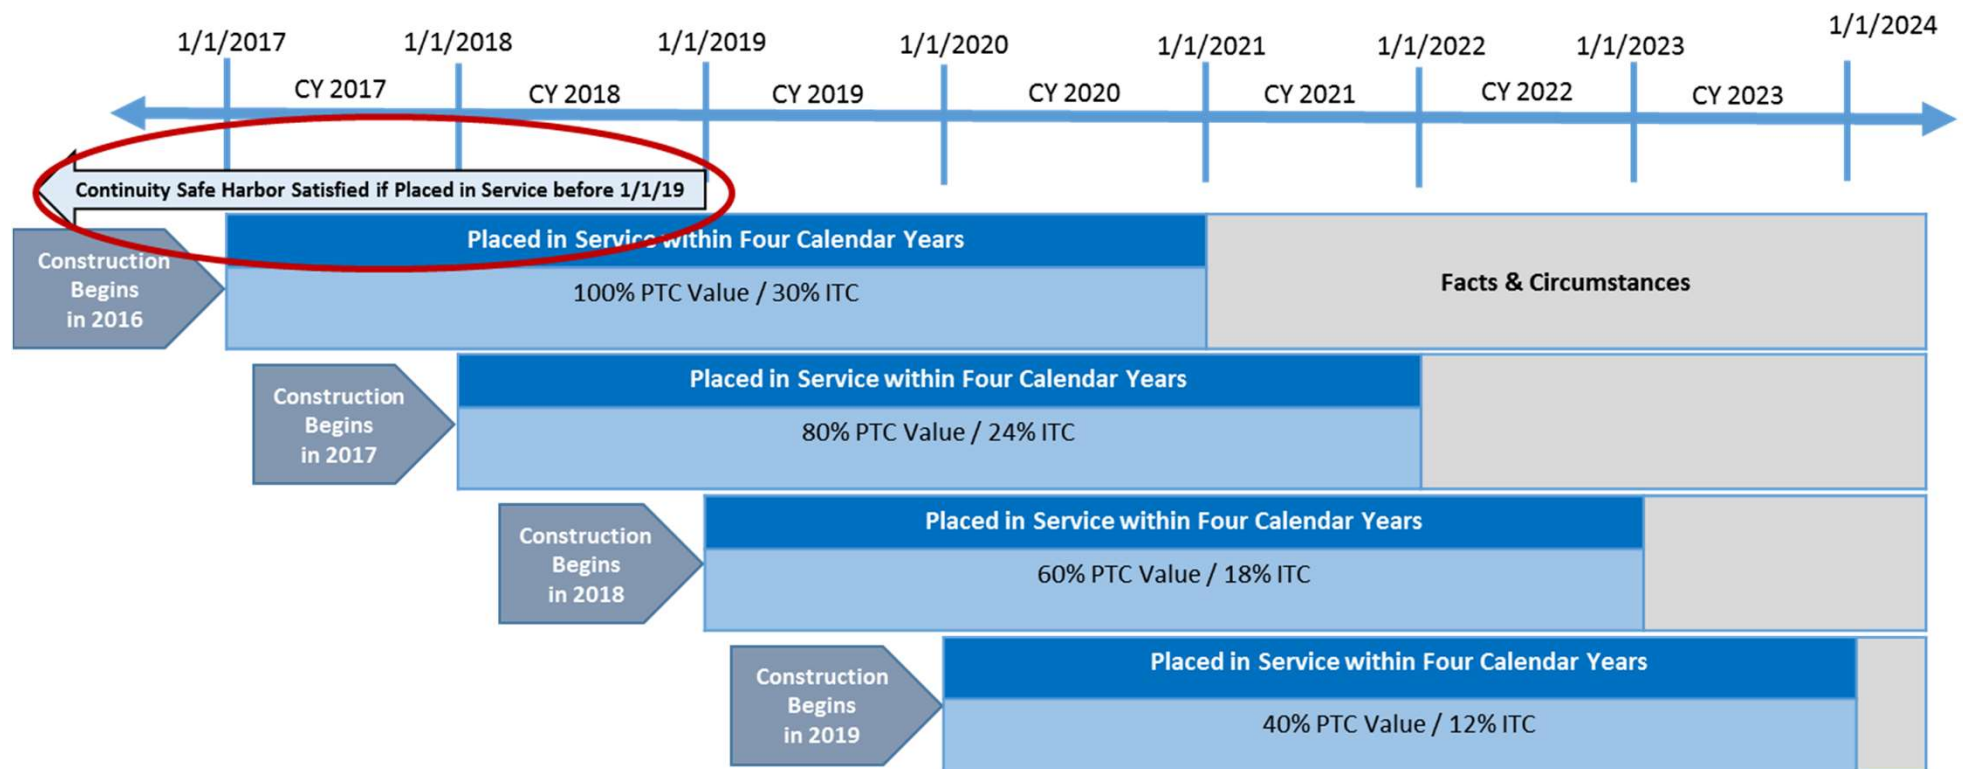 1/1/2017 1/1/2018 1/1/2019 1/1/2020 1/1/2021 1/1/2022 1/1/2023 1/1/2024
CY 2017 CY 2018 CY 2019 CY 2020 CY 2021 CY 2022 CY 2023
Continuity Safe Harbor Satisfied if Placed in Service before 1/1/19
Construction
Begins
in 2016
Placed in Service within Four Calendar Years
100% PTC Value / 30% ITC
Facts & Circumstances
Construction
Begins
in 2017
Placed in Service within Four Calendar Years
80% PTC Value / 24% ITC
Construction
Begins
in 2018
Placed in Service within Four Calendar Years
60% PTC Value / 18% ITC
Construction
Begins
in 2019
Placed in Service within Four Calendar Years
40% PTC Value / 12% ITC